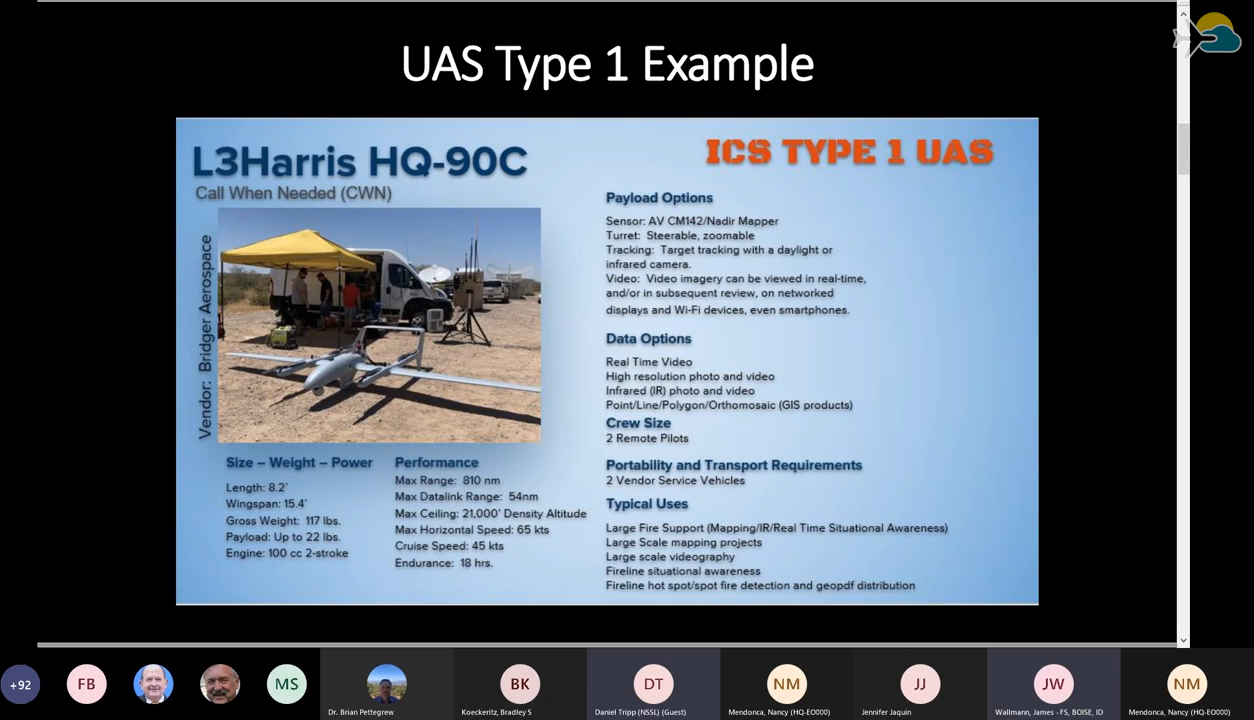 UAS Type 1 Example
L3Harris HQ-90C
Call When Needed (CWN)
Vendor: Bridger Aerospace
Size – Weight – Power
Length: 8.2'
Wingspan: 15.4'
Gross Weight: 117 lbs.
Payload: Up to 22 lbs.
Engine: 100 cc 2-stroke
Performance
Max Range: 810 nm
Max Datalink Range: 54nm
Max Ceiling: 21,000' Density Altitude
Max Horizontal Speed: 65 kts
Cruise Speed: 45 kts
Endurance: 18 hrs.
ICS TYPE 1 UAS
Payload Options
Sensor: AV CM142/Nadir Mapper
Turret: Steerable, zoomable
Tracking: Target tracking with a daylight or
infrared camera.
Video: Video imagery can be viewed in real-time,
and/or in subsequent review, on networked
displays and Wi-Fi devices, even smartphones.
Data Options
Real Time Video
High resolution photo and video
Infrared (IR) photo and video
Point/Line/Polygon/Orthomosaic (GIS products)
Crew Size
2 Remote Pilots
Portability and Transport Requirements
2 Vendor Service Vehicles
Typical Uses
Large Fire Support (Mapping/IR/Real Time Situational Awareness)
Large Scale mapping projects
Large scale videography
Fireline situational awareness
Fireline hot spot/spot fire detection and geopdf distribution
+92
FB
MS
Dr. Brian Pettegrew
BK
Koeckeritz, Bradley S
DT
Daniel Tripp (NSSL) (Guest)
NM
Mendonca, Nancy (HQ-EO000)
JJ
Jennifer Jaquin
JW
Wallmann, James - FS, BOISE, ID
NM
Mendonca, Nancy (HQ-EO000)